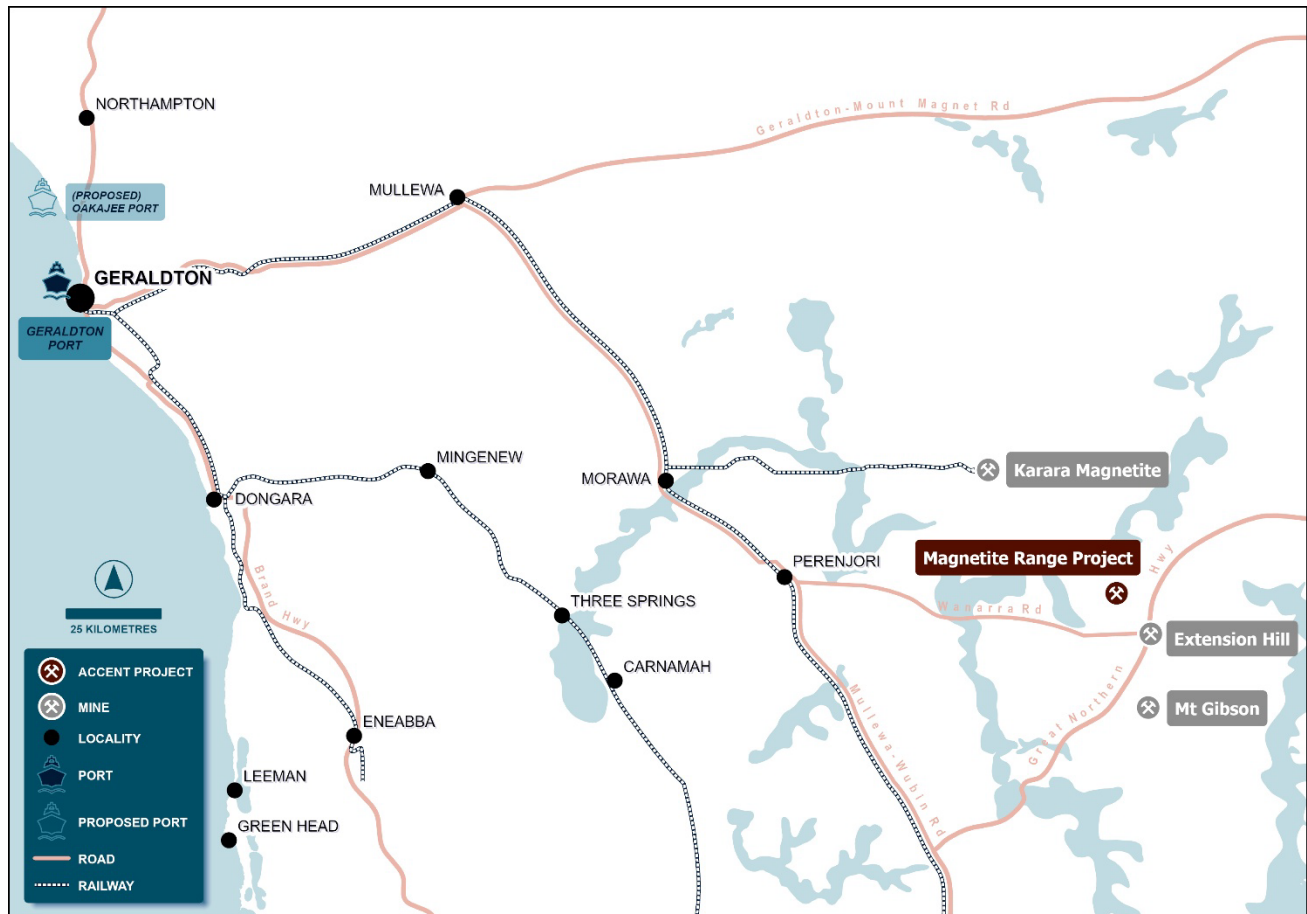 NORTHAMPTON
Geraldton-Mount Magnet Rd
MULLEWA
(PROPOSED)
OAKAJEE PORT
GERALDTON
GERALDTON
PORT
MINGENEW
MORAWA
Karara Magnetite
DONGARA
Magnetite Range Project
PERENJORI
Hwy
Brand Hwy
THREE SPRINGS
Wanarra Rd
25 KILOMETRES
Extension Hill
CARNAMAH
Mullewa-Wubin Rd
Great Northern
Mt Gibson
ENEABBA
LEEMAN
GREEN HEAD
ACCENT PROJECT
MINE
LOCALITY
PORT
PROPOSED PORT
ROAD
RAILWAY